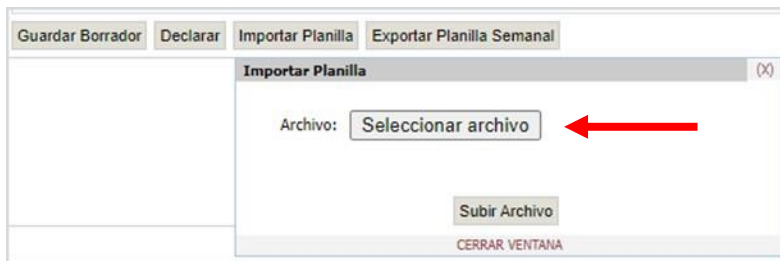 Guardar Borrador Declarar Importar Planilla Exportar Planilla Semanal
Importar Planilla (X)
Archivo: Seleccionar archivo
Subir Archivo
CERRAR VENTANA